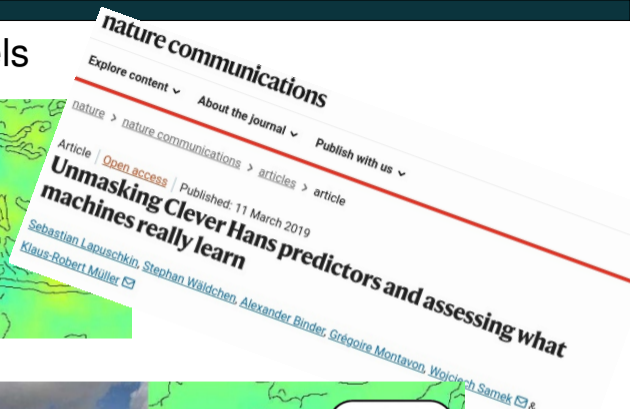 els
nature communications
Explore content
About the journal
Publish with us
nature > nature communications > articles > article
Article | Open access | Published: 11 March 2019
Unmasking Clever Hans predictors and assessing what
machines really learn
Sebastian Lapuschkin, Stephan Wäldchen, Alexander Binder, Grégoire Montavon, Wojciech Samek &
Klaus-Robert Müller